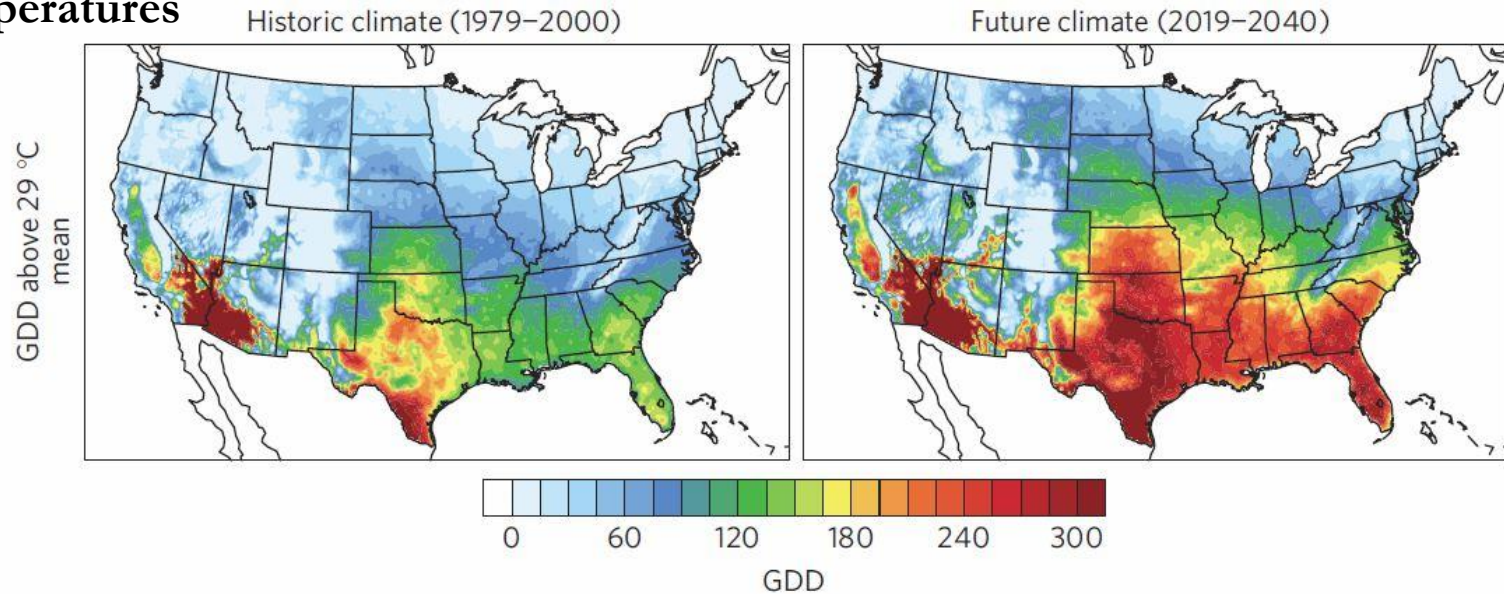 peratures
Historic climate (1979–2000)
Future climate (2019–2040)
GDD above 29 °C
mean
0 60 120 180 240 300
GDD